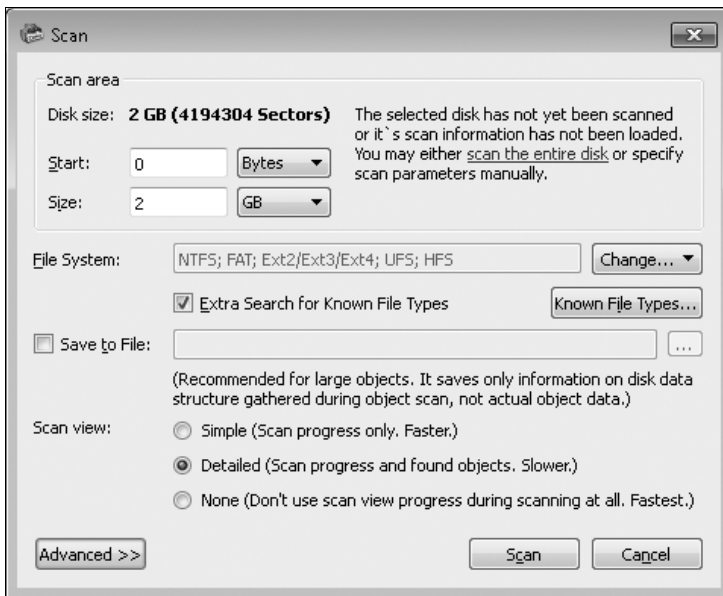 Scan
Scan area
Disk size: 2 GB (4194304 Sectors)
The selected disk has not yet been scanned
or it`s scan information has not been loaded.
You may either scan the entire disk or specify
scan parameters manually.
Start: 0 Bytes
Size: 2 GB
File System: NTFS; FAT; Ext2/Ext3/Ext4; UFS; HFS Change...
Extra Search for Known File Types Known File Types...
Save to File: ...
(Recommended for large objects. It saves only information on disk data
structure gathered during object scan, not actual object data.)
Scan view: Simple (Scan progress only. Faster.)
Detailed (Scan progress and found objects. Slower.)
None (Don't use scan view progress during scanning at all. Fastest.)
Advanced >> Scan Cancel